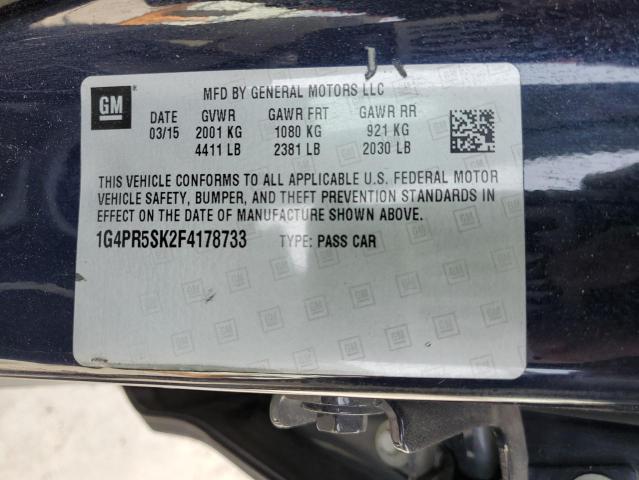 GM ®
MFD BY GENERAL MOTORS LLC
DATE GVWR GAWR FRT GAWR RR
03/15 2001 KG 1080 KG 921 KG
4411 LB 2381 LB 2030 LB
THIS VEHICLE CONFORMS TO ALL APPLICABLE U.S. FEDERAL MOTOR
VEHICLE SAFETY, BUMPER, AND THEFT PREVENTION STANDARDS IN
EFFECT ON THE DATE OF MANUFACTURE SHOWN ABOVE.
1G4PR5SK2F4178733 TYPE: PASS CAR